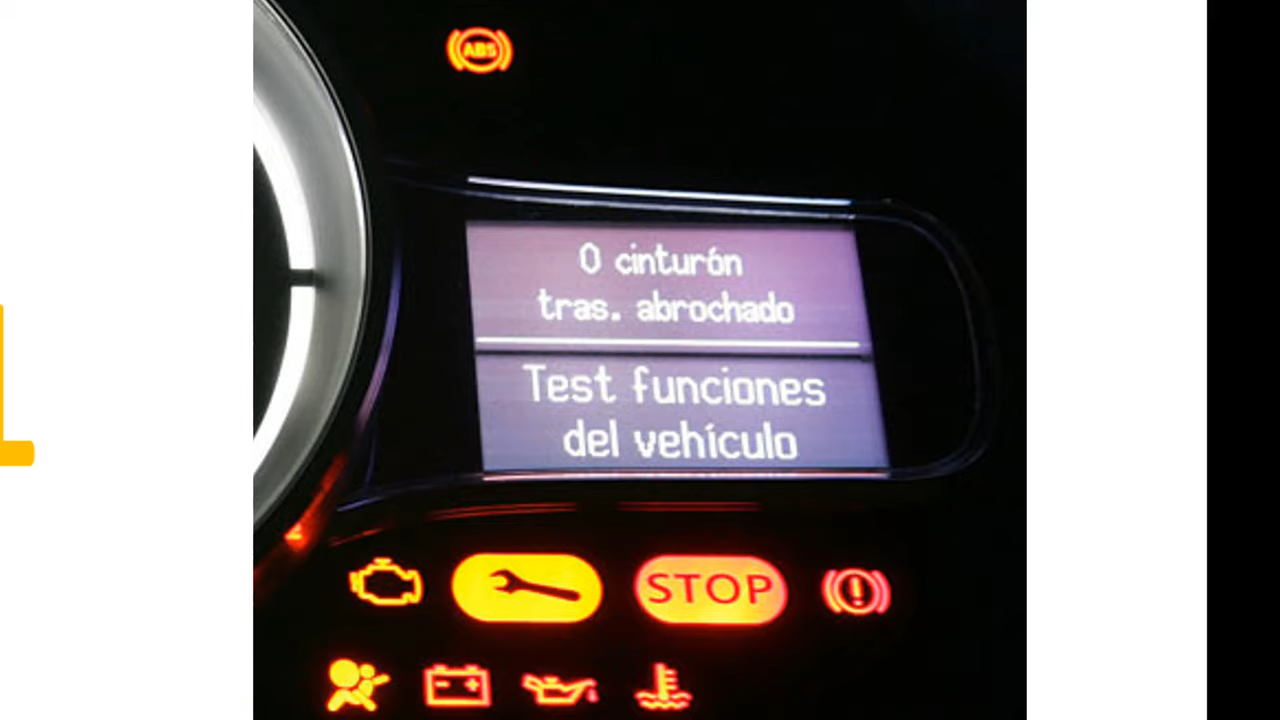 ABS
0 cinturón
tras. abrochado
Test funciones
del vehículo
STOP